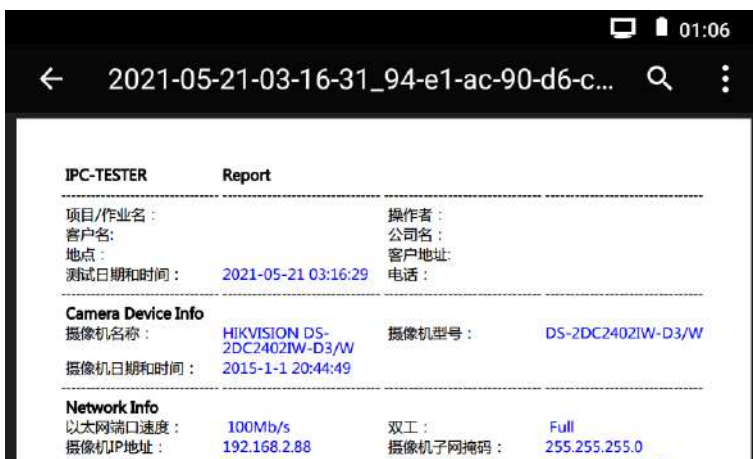 01:06
2021-05-21-03-16-31_94-e1-ac-90-d6-c...
IPC-TESTER Report
项目/作业名： 操作者：
客户名: 公司名：
地点： 客户地址:
测试日期和时间： 2021-05-21 03:16:29 电话：
Camera Device Info
摄像机名称： HIKVISION DS-2DC2402IW-D3/W 摄像机型号： DS-2DC2402IW-D3/W
摄像机日期和时间： 2015-1-1 20:44:49
Network Info
以太网端口速度： 100Mb/s 双工： Full
摄像机IP地址： 192.168.2.88 摄像机子网掩码： 255.255.255.0